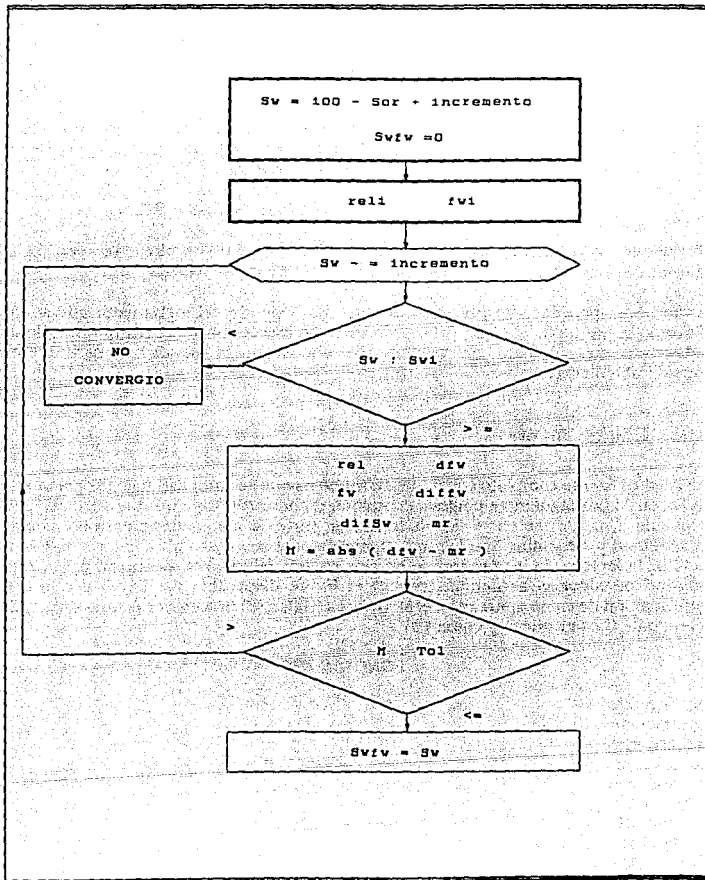 Sw = 100 - Sor + incremento
Swfw =0
reli fwi
Sw - = incremento
<
NO
CONVERGIO
Sw : Swi
> =
rel dfw
fw diffw
difSw mr
M = abs ( dfw - mr )
>
M : Tol
<=
Swfw = Sw